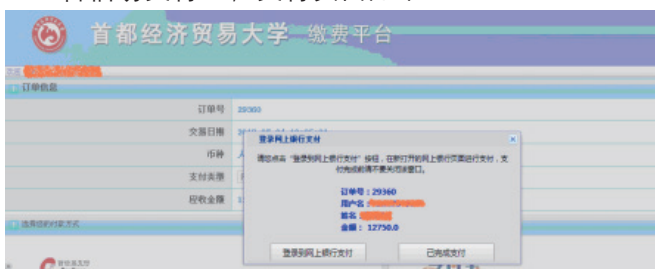 首都经济贸易大学 缴费平台
订单信息
订单号 29360
交易日期
币种
支付类型
应收金额
选择您的付款方式
登录网上银行支付
请您点击 "登录到网上银行支付" 按钮，在新打开的网上银行页面进行支付，支
付完成前请不要关闭该窗口。
订单号：29360
用户名：
姓名
金额： 12750.0
登录到网上银行支付 已完成支付